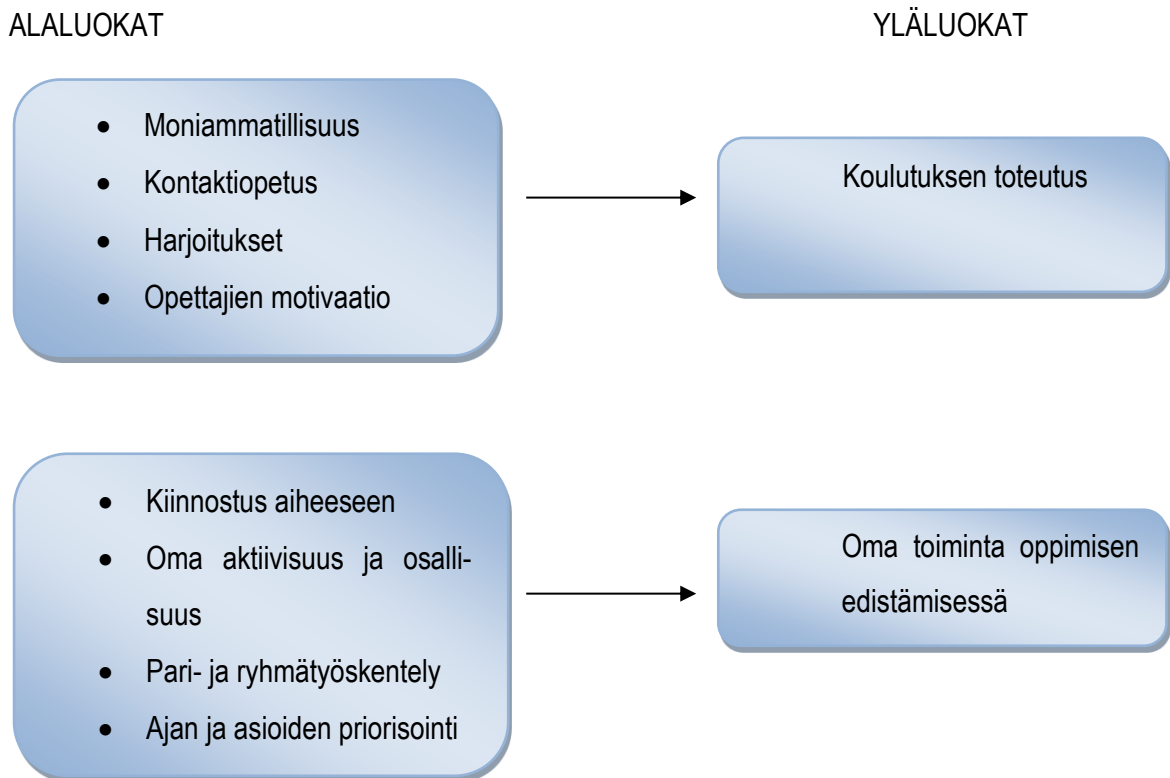 ALALUOKAT
YLÄLUOKAT
• Moniammatillisuus
• Kontaktiopetus
• Harjoitukset
• Opettajien motivaatio
Koulutuksen toteutus
• Kiinnostus aiheeseen
• Oma aktiivisuus ja osalli-
suus
• Pari- ja ryhmätyöskentely
• Ajan ja asioiden priorisointi
Oma toiminta oppimisen
edistämisessä